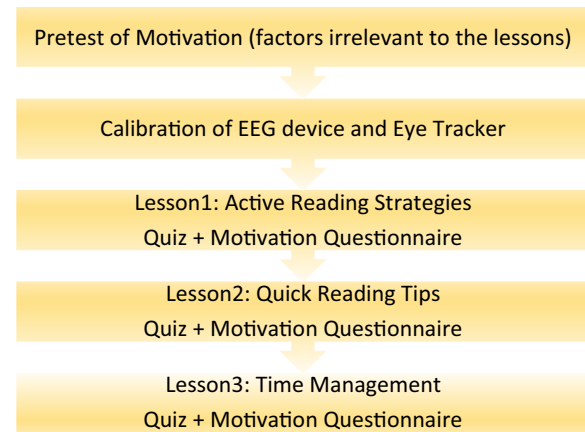 Pretest of Motivation (factors irrelevant to the lessons)
Calibration of EEG device and Eye Tracker
Lesson1: Active Reading Strategies
Quiz + Motivation Questionnaire
Lesson2: Quick Reading Tips
Quiz + Motivation Questionnaire
Lesson3: Time Management
Quiz + Motivation Questionnaire